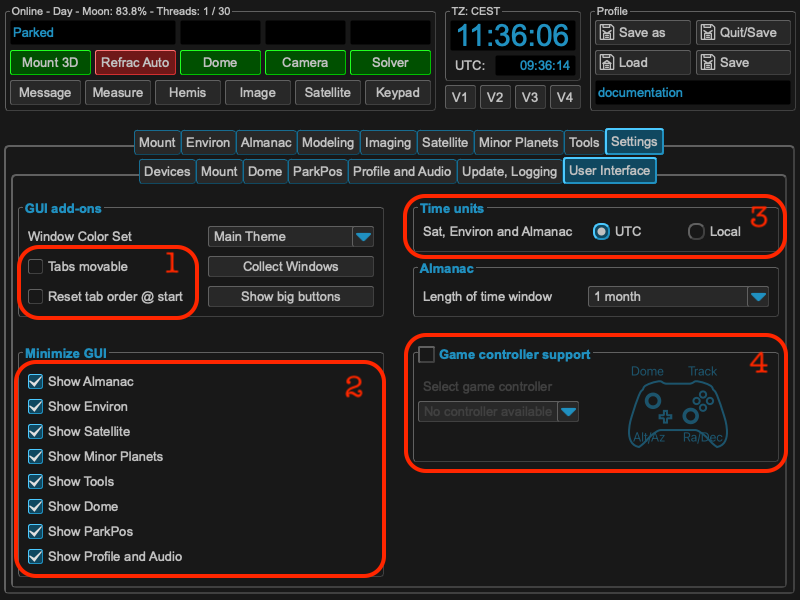 Online - Day - Moon: 83.8% - Threads: 1 / 30
TZ: CEST
Profile
Parked
11:36:06
Save as
Quit/Save
Mount 3D
Refrac Auto
Dome
Camera
Solver
UTC:
09:36:14
Load
Save
Message
Measure
Hemis
Image
Satellite
Keypad
V1
V2
V3
V4
documentation
Mount
Environ
Almanac
Modeling
Imaging
Satellite
Minor Planets
Tools
Settings
Devices
Mount
Dome
ParkPos
Profile and Audio
Update, Logging
User Interface
GUI add-ons
Window Color Set
Main Theme
1
Tabs movable
Collect Windows
Reset tab order @ start
Show big buttons
Time units
3
Sat, Environ and Almanac
UTC
Local
Almanac
Length of time window
1 month
Minimize GUI
2
Show Almanac
Show Environ
Show Satellite
Show Minor Planets
Show Tools
Show Dome
Show ParkPos
Show Profile and Audio
Game controller support
4
Select game controller
No controller available
Dome
Track
Alt/Az
Ra/Dec